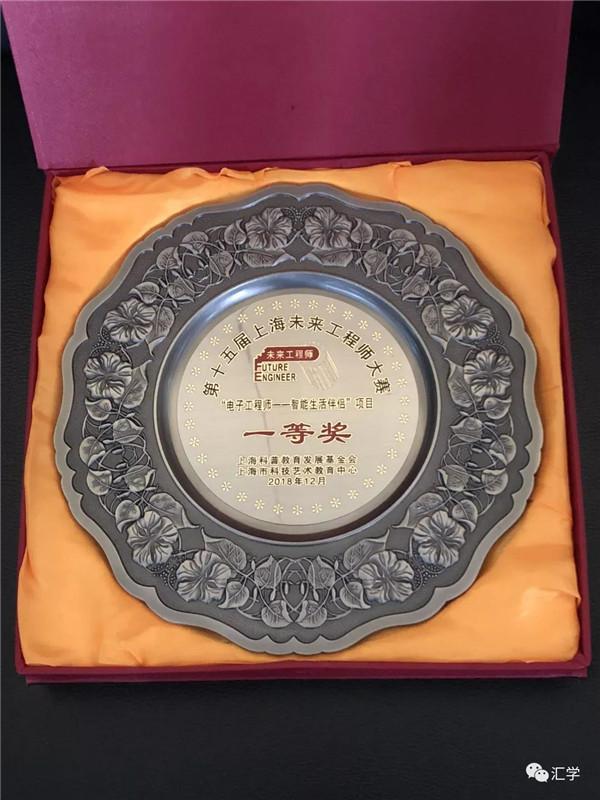 第十五届上海未来工程师大赛
未来工程师
FUTURE
ENGINEER
“电子工程师——智能生活伴侣”项目
一等奖
上海科普教育发展基金会
上海市科技艺术教育中心
2018年12月
汇学